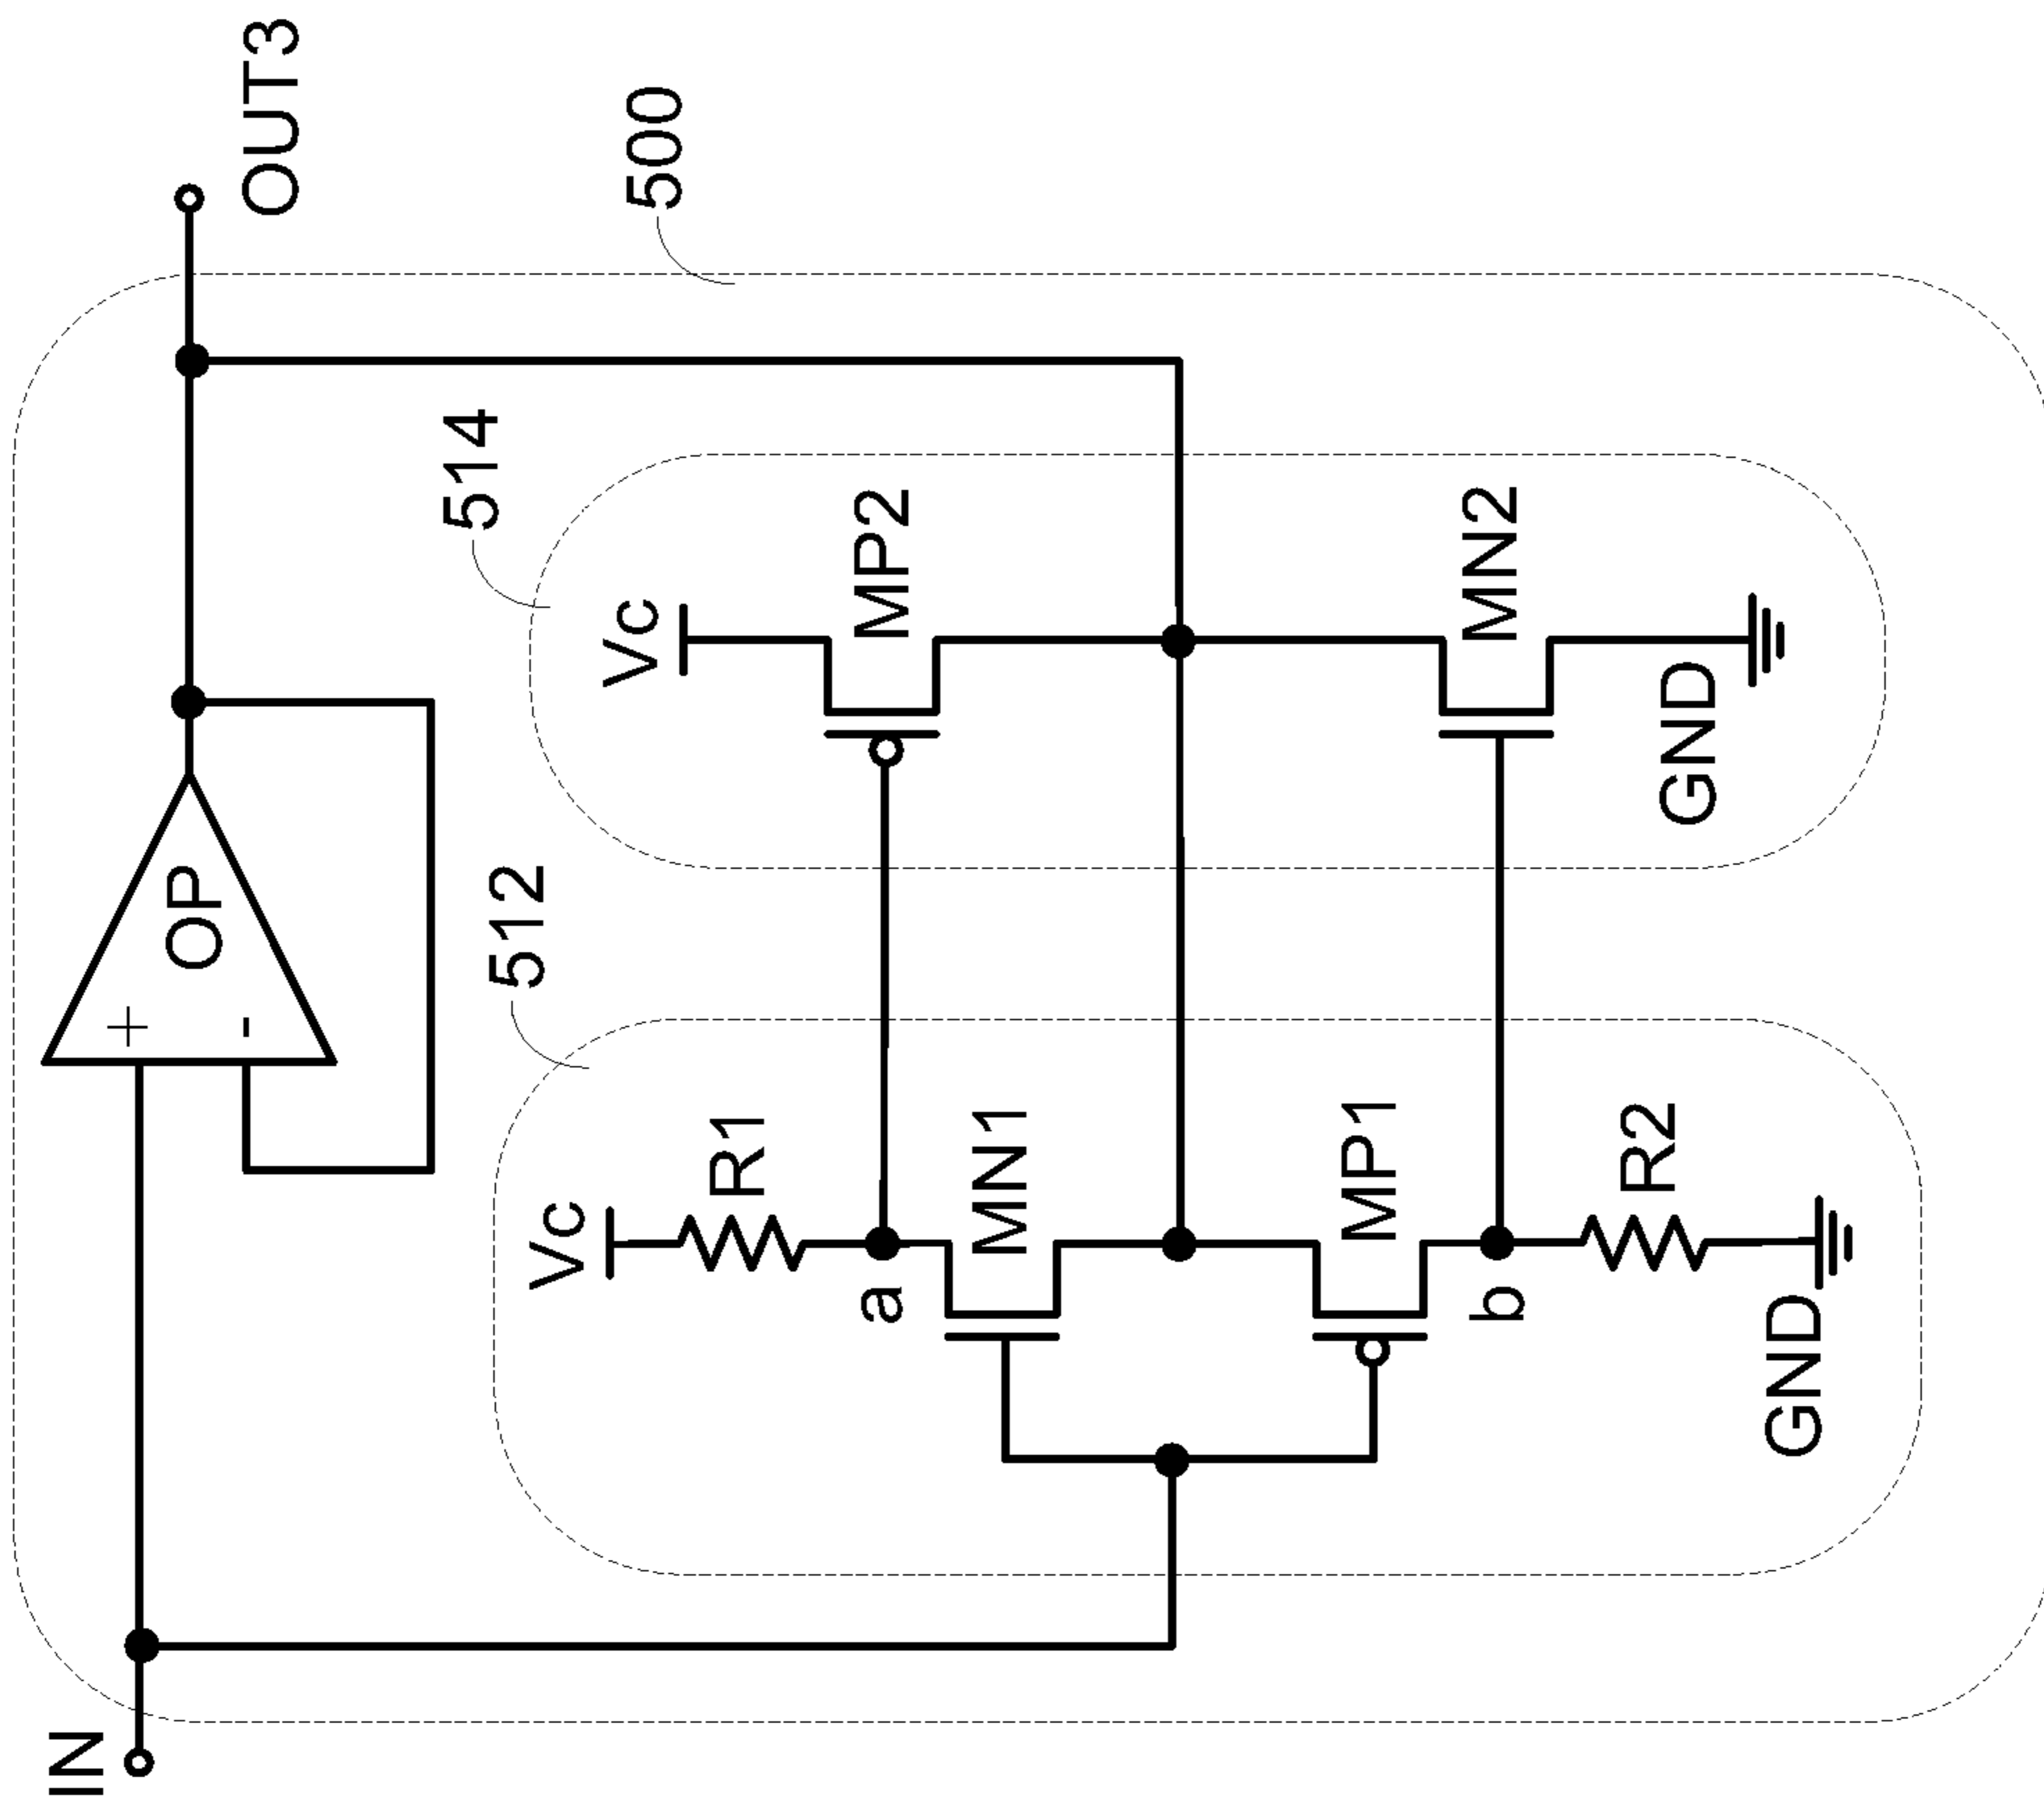 IN
OUT3
OP
+
-
500
512
514
Vc
R1
a
MN1
MP1
b
R2
GND
Vc
MP2
MN2
GND